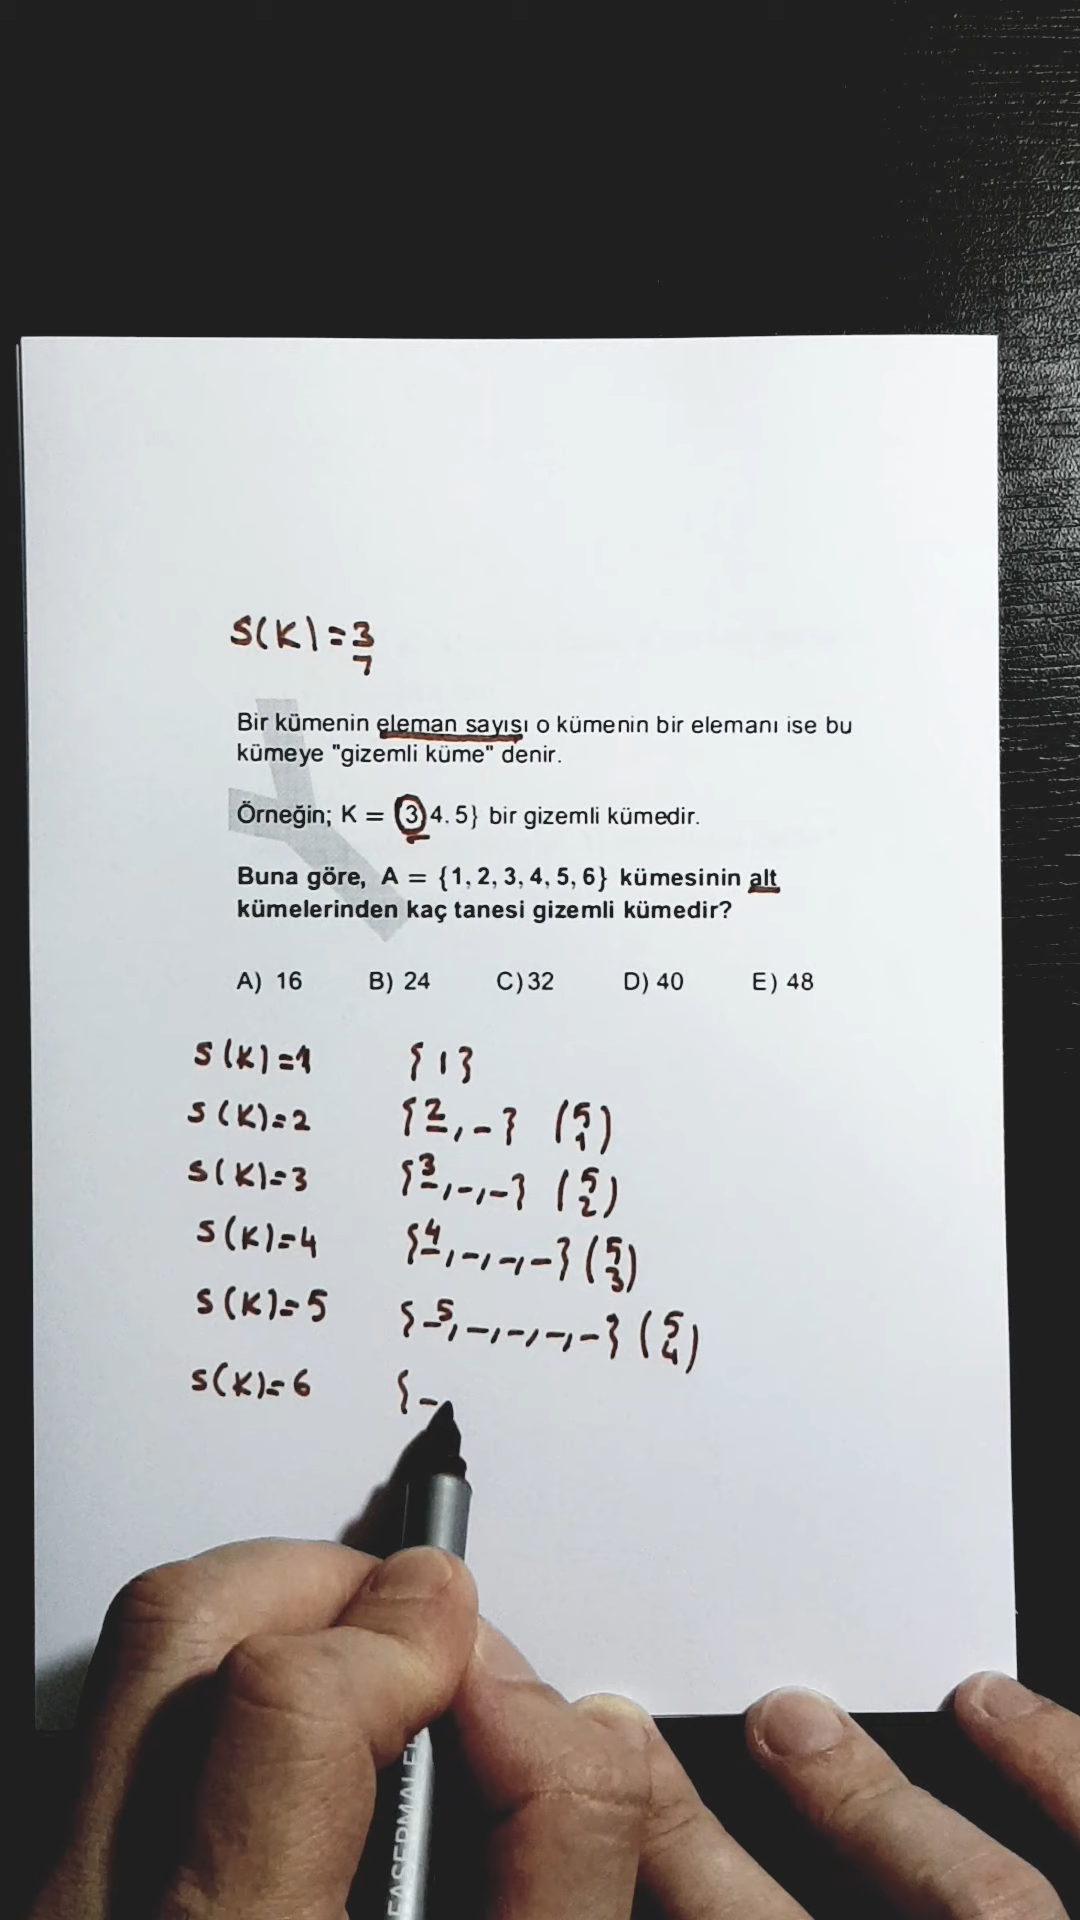 S(K)=3
7
Bir kümenin eleman sayısı o kümenin bir elemanı ise bu
kümeye "gizemli küme" denir.
Örneğin; K = {3,4.5} bir gizemli kümedir.
Buna göre, A = {1, 2, 3, 4, 5, 6} kümesinin alt
kümelerinden kaç tanesi gizemli kümedir?
A) 16 B) 24 C) 32 D) 40 E) 48
S(K)=1 {1}
S(K)=2 {2,-} (5 1)
S(K)=3 {3,-,-} (5 2)
S(K)=4 {4,-,-,-} (5 3)
S(K)=5 {5,-,-,-,-} (5 4)
S(K)=6 {-
FASERMALER